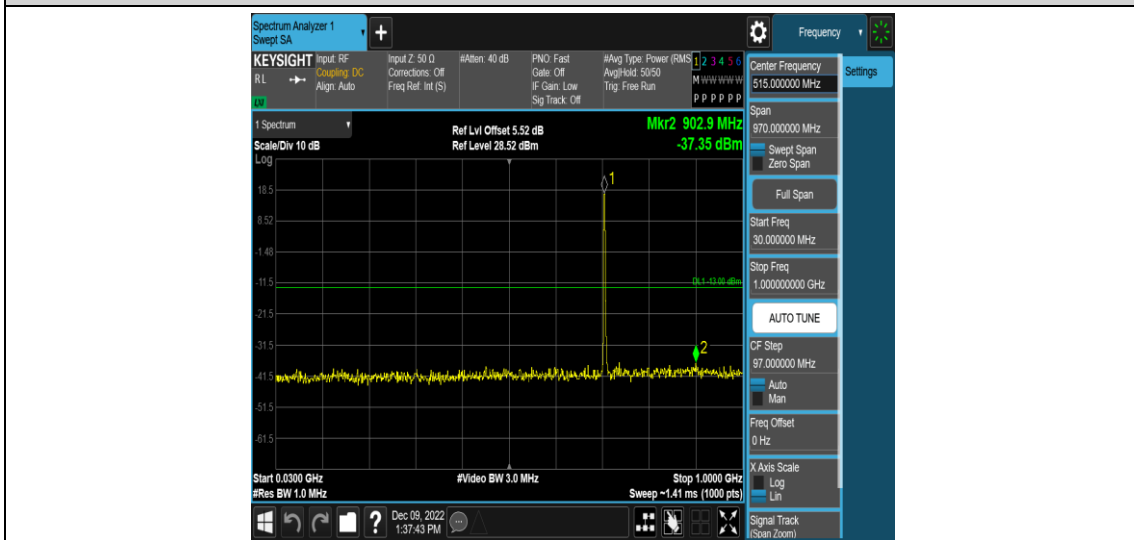 Spectrum Analyzer 1
Swept SA
+
Frequency
KEYSIGHT
RL
LXI
Input: RF
Coupling: DC
Align: Auto
Input Z: 50 Ω
Corrections: Off
Freq Ref: Int (S)
#Atten: 40 dB
PNO: Fast
Gate: Off
IF Gain: Low
Sig Track: Off
#Avg Type: Power (RMS
Avg|Hold: 50/50
Trig: Free Run
1 2 3 4 5 6
M W W W W W
P P P P P P
1 Spectrum
Scale/Div 10 dB
Log
Ref Lvl Offset 5.52 dB
Ref Level 28.52 dBm
Mkr2 902.9 MHz
-37.35 dBm
1
18.5
8.52
-1.48
-11.5
DL1 -13.00 dBm
-21.5
-31.5
2
-41.5
-51.5
-61.5
Start 0.0300 GHz
#Res BW 1.0 MHz
#Video BW 3.0 MHz
Stop 1.0000 GHz
Sweep ~1.41 ms (1000 pts)
?
Dec 09, 2022
1:37:43 PM
Center Frequency
515.000000 MHz
Settings
Span
970.000000 MHz
Swept Span
Zero Span
Full Span
Start Freq
30.000000 MHz
Stop Freq
1.000000000 GHz
AUTO TUNE
CF Step
97.000000 MHz
Auto
Man
Freq Offset
0 Hz
X Axis Scale
Log
Lin
Signal Track
(Span Zoom)